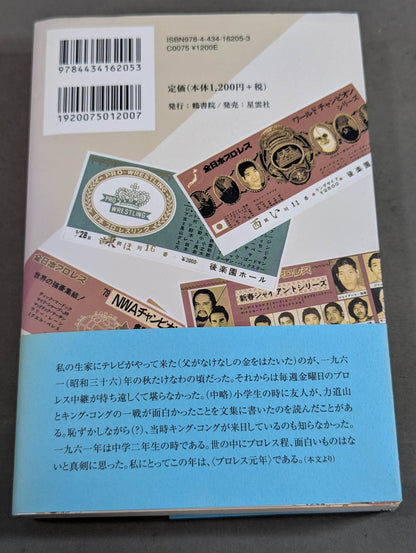 ISBN978-4-434-16205-3
C0075 ¥1200E
9784434162053
1920075012007
定価(本体1,200円+税)
発行:鶴書院/発売:星雲社
ワールドチャンピオン
シリーズ
全日本プロレス
PRO-WRESTLING
PRO
WRESTLING
後楽園ホール
全日本プロレス
世界の強豪集結!
NWAチャンピオン
新春ジャイアントシリーズ
私の生家にテレビがやって来た(父がなけなしの金をはたいた)のが、一九六
一(昭和三十六)年の秋たけなわの頃だった。それからは毎週金曜日のプロ
レス中継が待ち遠しくて堪らなかった。(中略)小学生の時に友人が、力道山
とキング・コングの一戦が面白かったことを文集に書いたのを読んだことがあ
る。恥ずかしながら(?)、当時キング・コングが来日しているのも知らなかった。
一九六一年は中学二年生の時である。世の中にプロレス程、面白いものはな
いと真剣に思った。私にとってこの年は、〈プロレス元年〉である。(本文より)